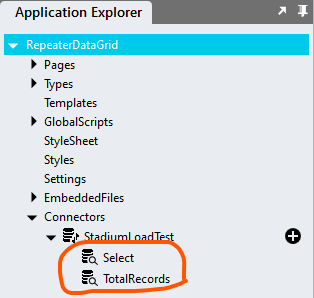 Application Explorer
RepeaterDataGrid
Pages
Types
Templates
GlobalScripts
StyleSheet
Styles
Settings
EmbeddedFiles
Connectors
StadiumLoadTest
Select
TotalRecords